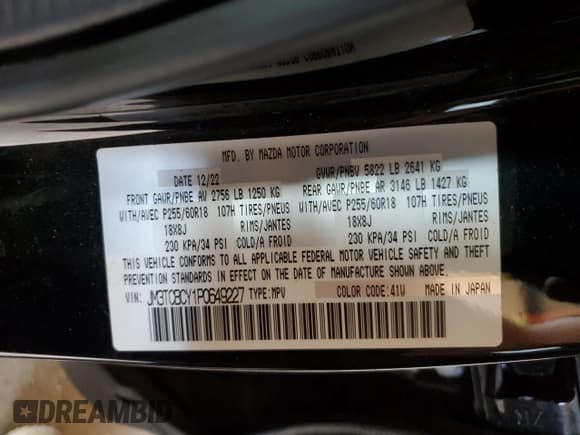 MFD. BY MAZDA MOTOR CORPORATION
DATE 12/22 GVWR/PNBV 5822 LB 2641 KG
FRONT GAWR/PNBE AV 2756 LB 1250 KG REAR GAWR/PNBE AR 3146 LB 1427 KG
WITH/AVEC P255/60R18 107H TIRES/PNEUS WITH/AVEC P255/60R18 107H TIRES/PNEUS
18X8J RIMS/JANTES 18X8J RIMS/JANTES
230 KPA/34 PSI COLD/A FROID 230 KPA/34 PSI COLD/A FROID
THIS VEHICLE CONFORMS TO ALL APPLICABLE FEDERAL MOTOR VEHICLE SAFETY AND THEFT
PREVENTION STANDARDS IN EFFECT ON THE DATE OF MANUFACTURE SHOWN ABOVE.
VIN: JM3TCBCY1P0649227 TYPE:MPV COLOR CODE:41W MADE IN JAPAN
DREAMBID